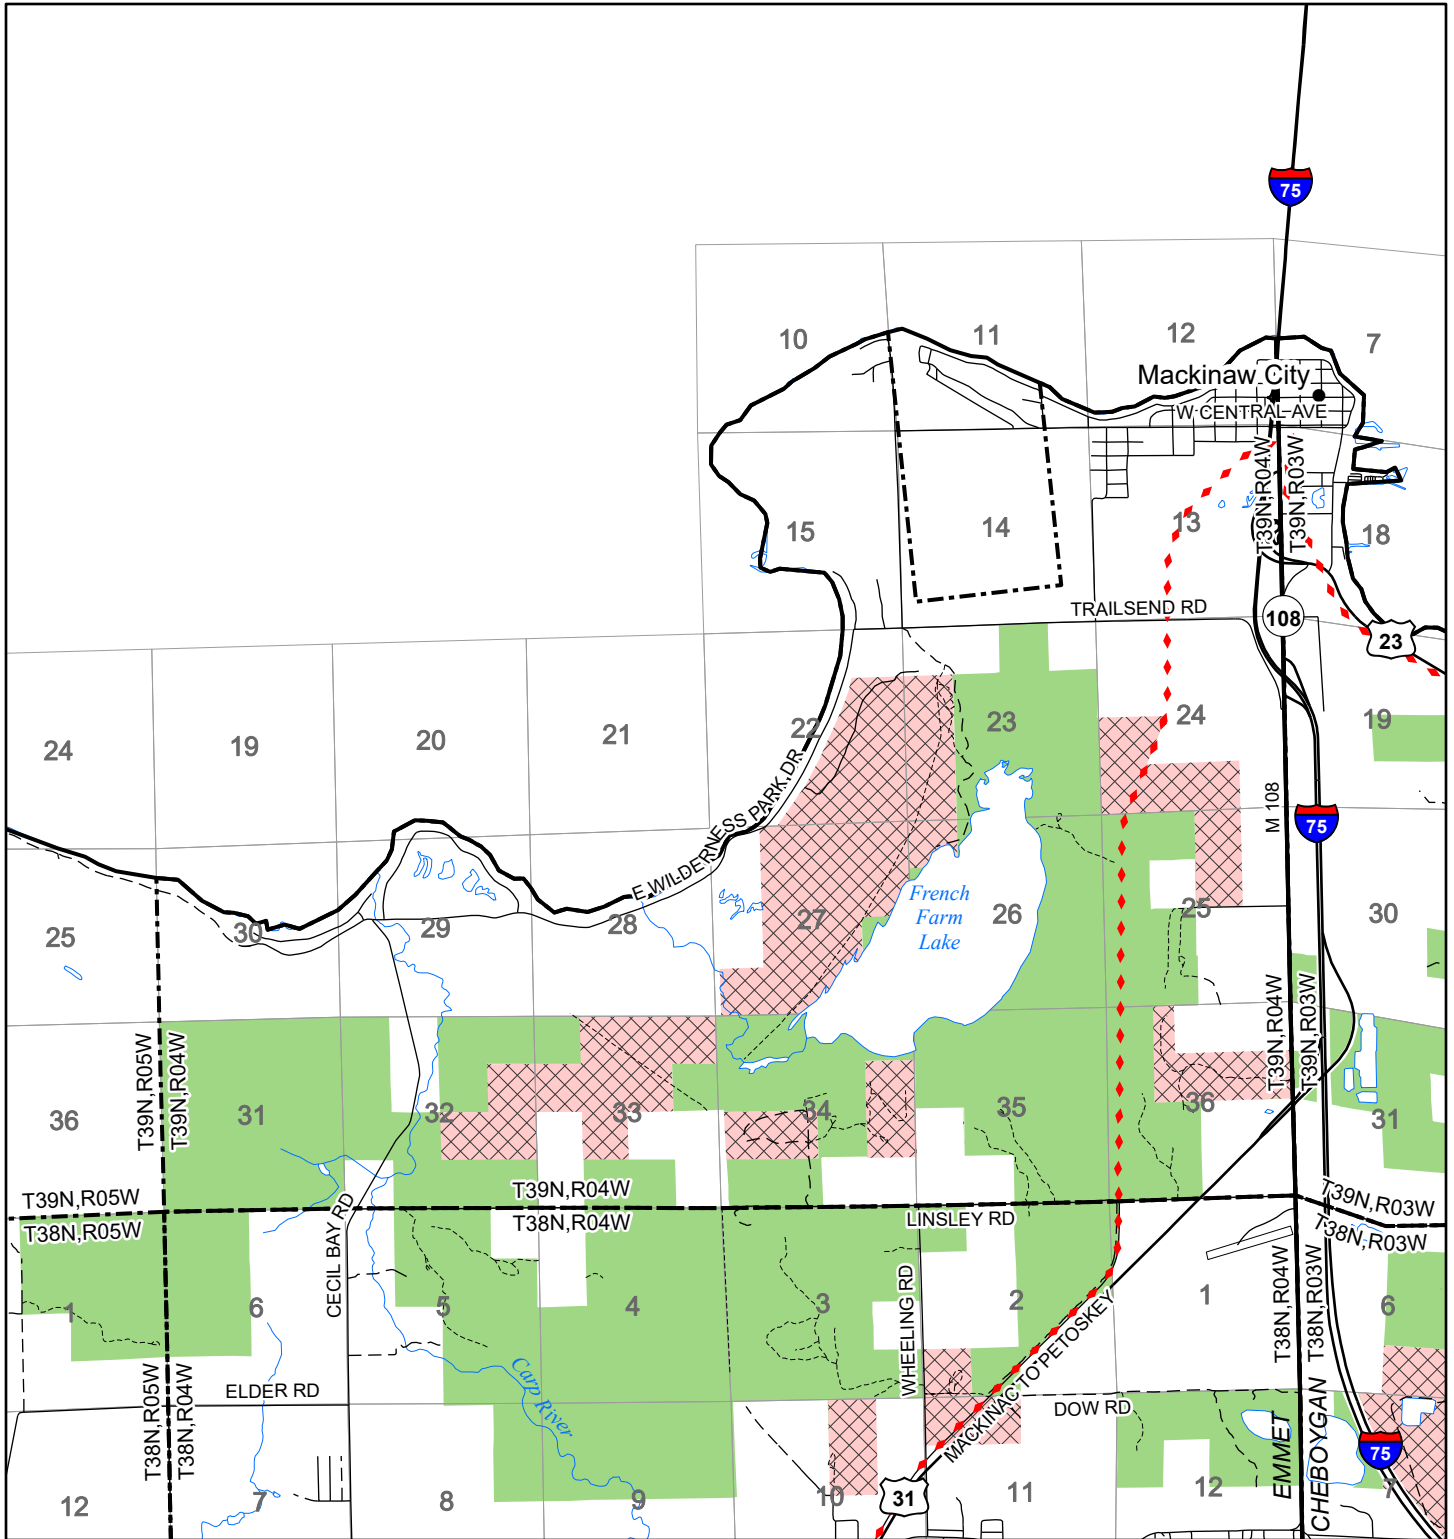 75
10
11
12
7
Mackinaw City
W CENTRAL AVE
T39N,R04W
T39N,R03W
15
14
13
18
TRAILSEND RD
108
23
24
19
20
21
22
23
24
19
E WILDERNESS PARK DR
M 108
75
25
30
29
28
27
French
Farm
Lake
26
25
30
T39N,R05W
T39N,R04W
T39N,R04W
T39N,R03W
36
31
32
33
34
35
36
31
T39N,R05W
T38N,R05W
T39N,R04W
T38N,R04W
LINSLEY RD
T39N,R03W
T38N,R03W
CECIL BAY RD
1
6
5
4
3
WHEELING RD
2
1
T38N,R04W
T38N,R03W
6
MACKINAC TO PETOSKEY
T38N,R05W
T38N,R04W
ELDER RD
Carp River
DOW RD
EMMET
CHEBOYGAN
75
12
7
8
9
10
31
11
12
7